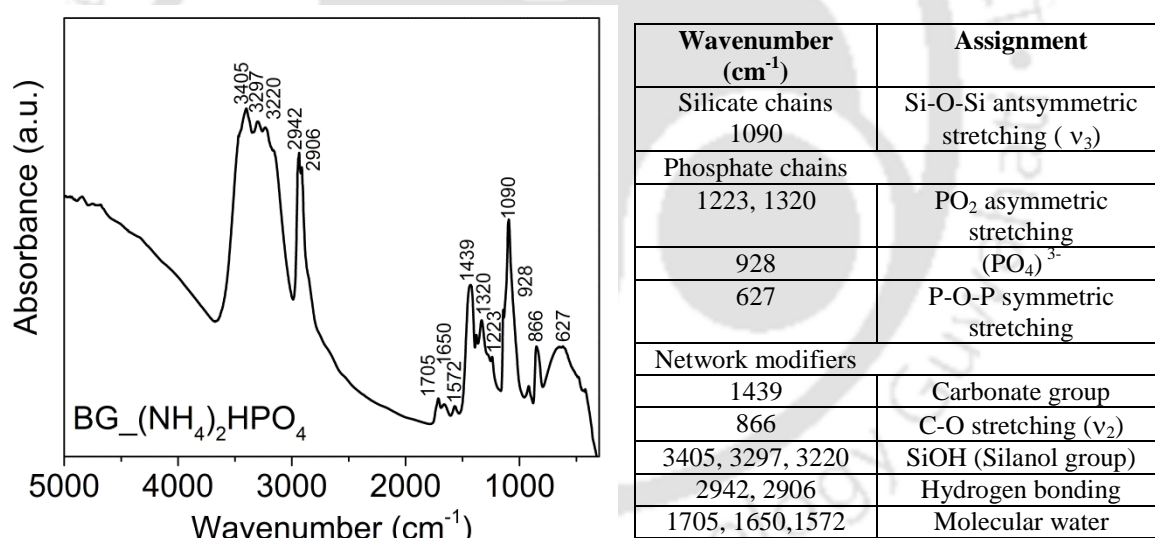 Absorbance (a.u.)
3405
3297
3220
2942
2906
1705
1650
1572
1439
1320
1223
1090
928
866
627
BG_(NH4)2HPO4
5000 4000 3000 2000 1000
Wavenumber (cm-1)
Wavenumber Assignment
(cm-1)
Silicate chains Si-O-Si antsymmetric
1090 stretching ( ν3)
Phosphate chains
1223, 1320 PO2 asymmetric
stretching
928 (PO4) 3-
627 P-O-P symmetric
stretching
Network modifiers
1439 Carbonate group
866 C-O stretching (ν2)
3405, 3297, 3220 SiOH (Silanol group)
2942, 2906 Hydrogen bonding
1705, 1650,1572 Molecular water